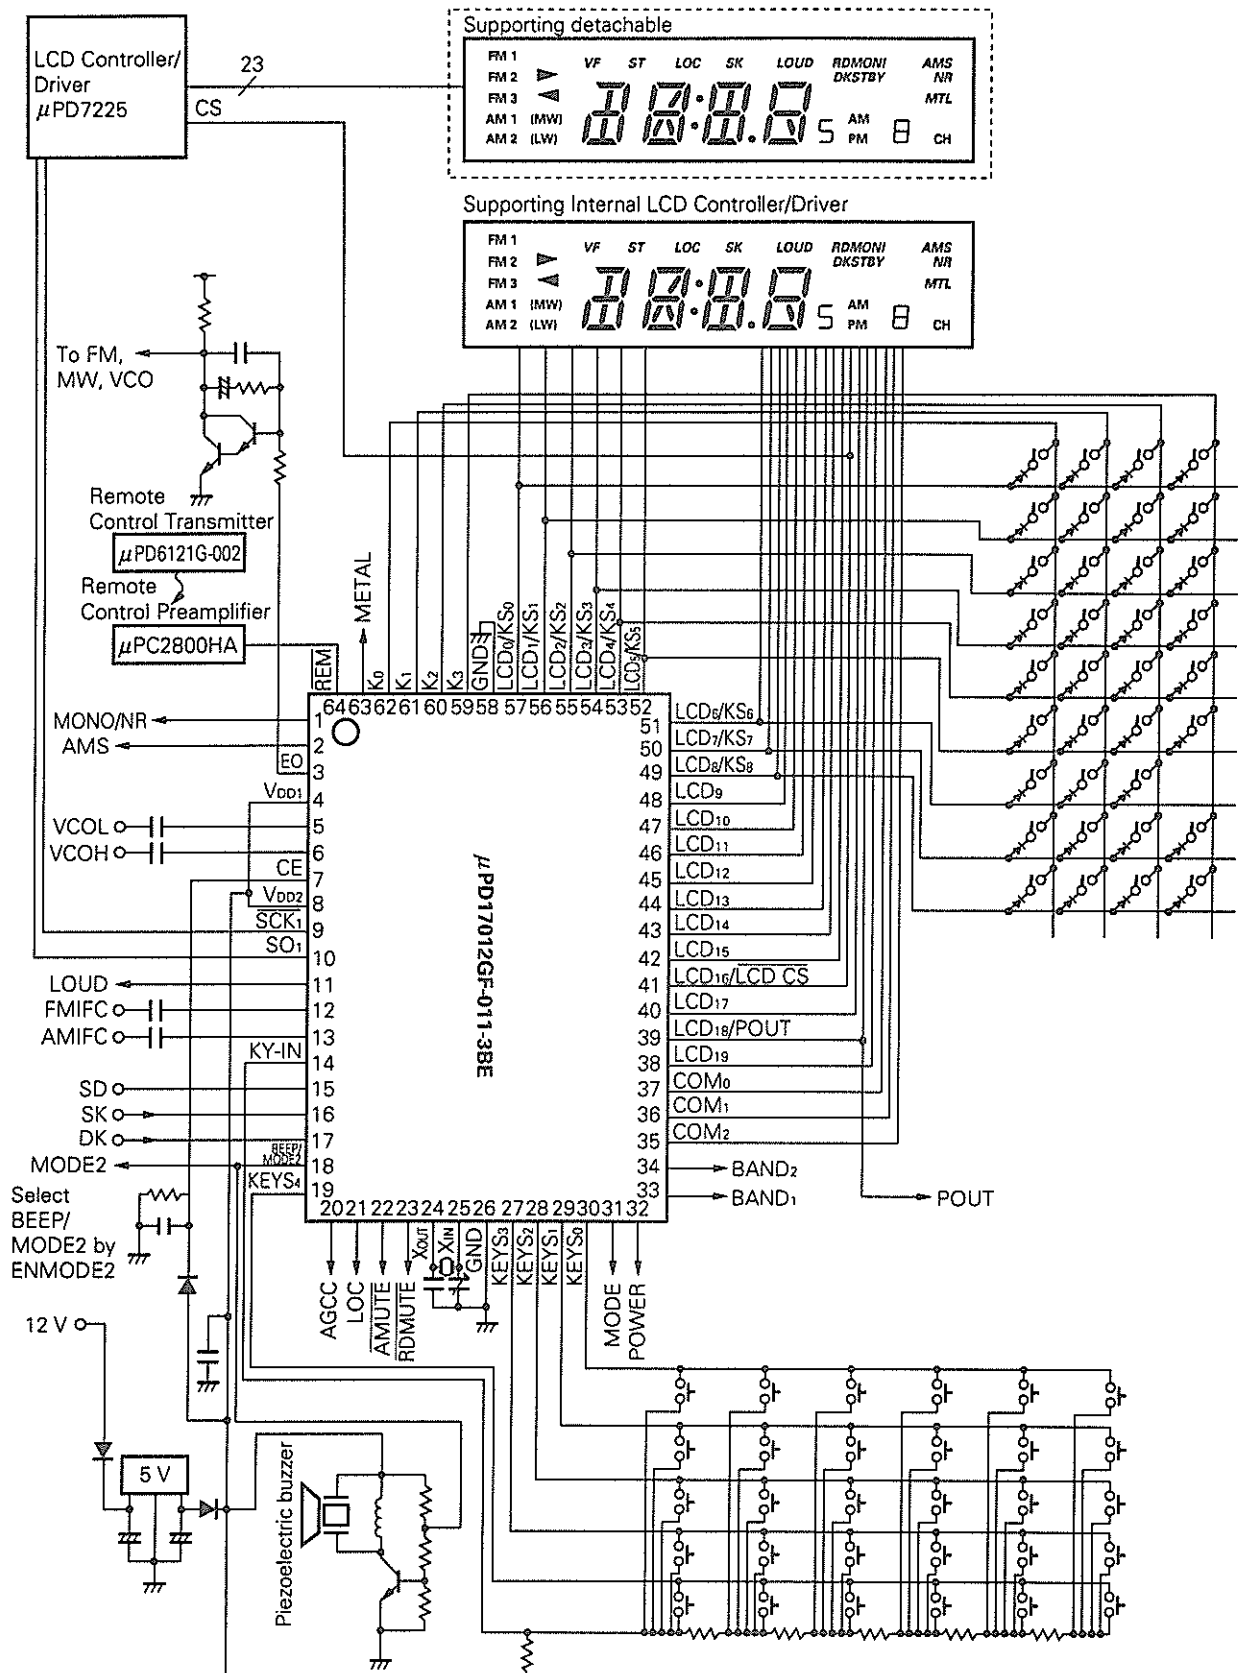 Supporting detachable
LCD Controller/
Driver
μPD7225
23
CS
FM 1
FM 2
FM 3
AM 1 (MW)
AM 2 (LW)
VF ST LOC SK LOUD RDMONI AMS
DKSTBY NR
MTL
AM
PM
CH
Supporting Internal LCD Controller/Driver
FM 1
FM 2
FM 3
AM 1 (MW)
AM 2 (LW)
VF ST LOC SK LOUD RDMONI AMS
DKSTBY NR
MTL
AM
PM
CH
To FM,
MW, VCO
Remote
Control Transmitter
μPD6121G-002
Remote
Control Preamplifier
μPC2800HA
REM
METAL
K0
K1
K2
K3
GND
LCD0/KS0
LCD1/KS1
LCD2/KS2
LCD3/KS3
LCD4/KS4
LCD5/KS5
64 63 62 61 60 59 58 57 56 55 54 53 52
MONO/NR 1
AMS 2
EO 3
VDD1 4
VCOL 5
VCOH 6
CE 7
VDD2 8
SCK1 9
SO1 10
LOUD 11
FMIFC 12
AMIFC 13
KY-IN 14
SD 15
SK 16
DK 17
MODE2 BEEP/MODE2 18
KEYS4 19
μPD17012GF-011-3BE
51 LCD6/KS6
50 LCD7/KS7
49 LCD8/KS8
48 LCD9
47 LCD10
46 LCD11
45 LCD12
44 LCD13
43 LCD14
42 LCD15
41 LCD16/LCD CS
40 LCD17
39 LCD18/POUT
38 LCD19
37 COM0
36 COM1
35 COM2
34 BAND2
33 BAND1
POUT
20 21 22 23 24 25 26 27 28 29 30 31 32
AGCC
LOC
AMUTE
RDMUTE
XOUT
XIN
GND
KEYS3
KEYS2
KEYS1
KEYS0
MODE
POWER
Select
BEEP/
MODE2 by
ENMODE2
12 V
5 V
Piezoelectric buzzer